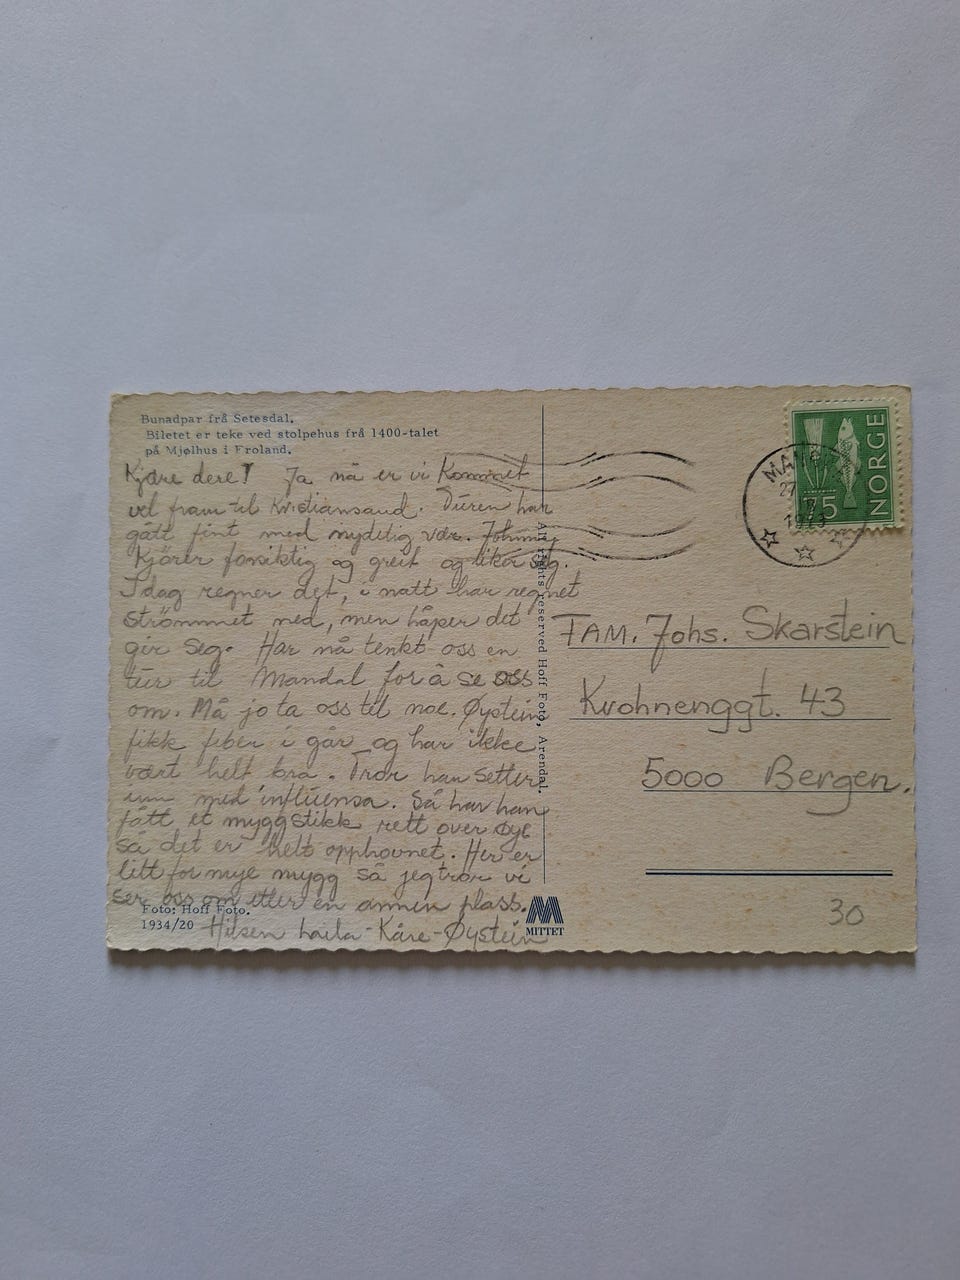 Bunadpar frå Setesdal.
Biletet er teke ved stolpehus frå 1400-talet
på Mjølhus i Froland.
Kjære dere! Ja nå er vi kommet
vel fram til Kristiansand. Turen har
gått fint med nydelig vær. Johnny
Kjører forsiktig og greit og liker seg.
Idag regner det, i natt har regnet
strømmet ned, men håper det
gir seg. Har nå tenkt oss en
tur til Mandal for å se oss
om. Må jo ta oss til noe. Øystein
fikk feber i går og har ikke
vært helt bra. Tror han setter
inn med influensa. Så har han
fått et myggstikk rett over øye
så det er helt opphovnet. Her er
litt for mye mygg så jeg tror vi
ser oss om etter en annen plass.
Hilsen Laila - Kåre - Øystein
Foto: Hoff Foto.
1934/20
MITTET
All rights reserved Hoff Foto, Arendal.
NORGE
75
27
FAM. Johs. Skarstein
Kvohnenggt. 43
5000 Bergen.
30